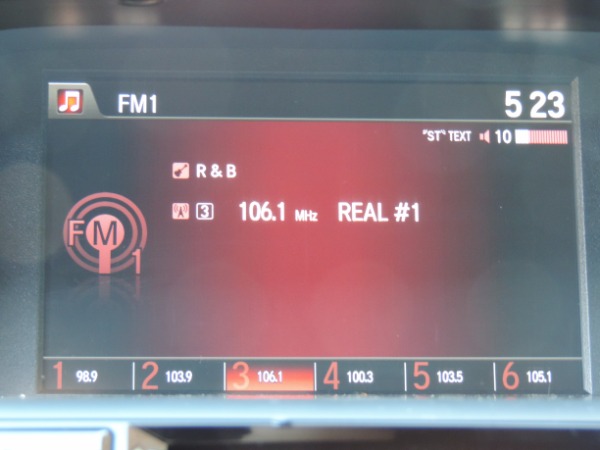 FM1 5 23
"ST" TEXT 10
R & B
3 106.1 MHz REAL #1
FM 1
1 98.9 2 103.9 3 106.1 4 100.3 5 103.5 6 105.1